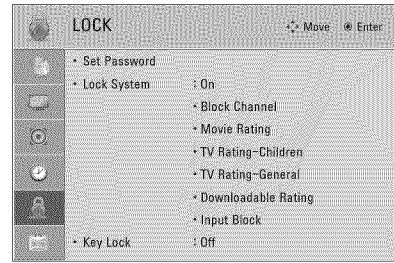 LOCK Move Enter
• Set Password
• Lock System : On
• Block Channel
• Movie Rating
• TV Rating-Children
• TV Rating-General
• Downloadable Rating
• Input Block
• Key Lock : Off